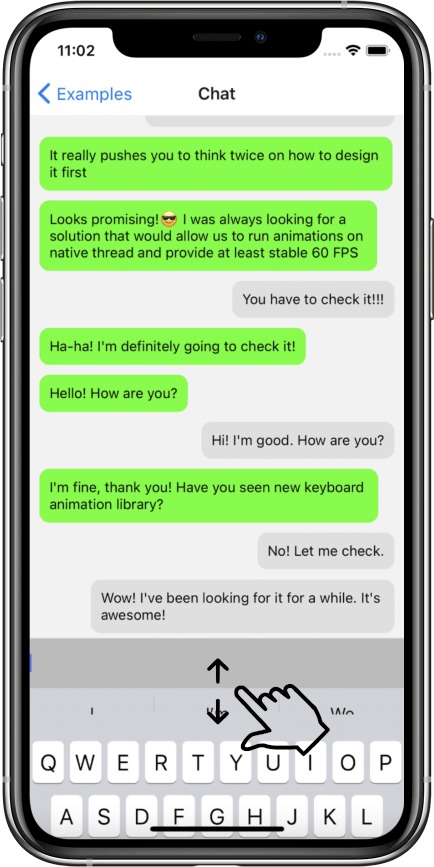 11:02
Examples
Chat
It really pushes you to think twice on how to design
it first
Looks promising!😎 I was always looking for a
solution that would allow us to run animations on
native thread and provide at least stable 60 FPS
You have to check it!!!
Ha-ha! I'm definitely going to check it!
Hello! How are you?
Hi! I'm good. How are you?
I'm fine, thank you! Have you seen new keyboard
animation library?
No! Let me check.
Wow! I've been looking for it for a while. It's
awesome!
I I'm We
Q W E R T Y U I O P
A S D F G H J K L